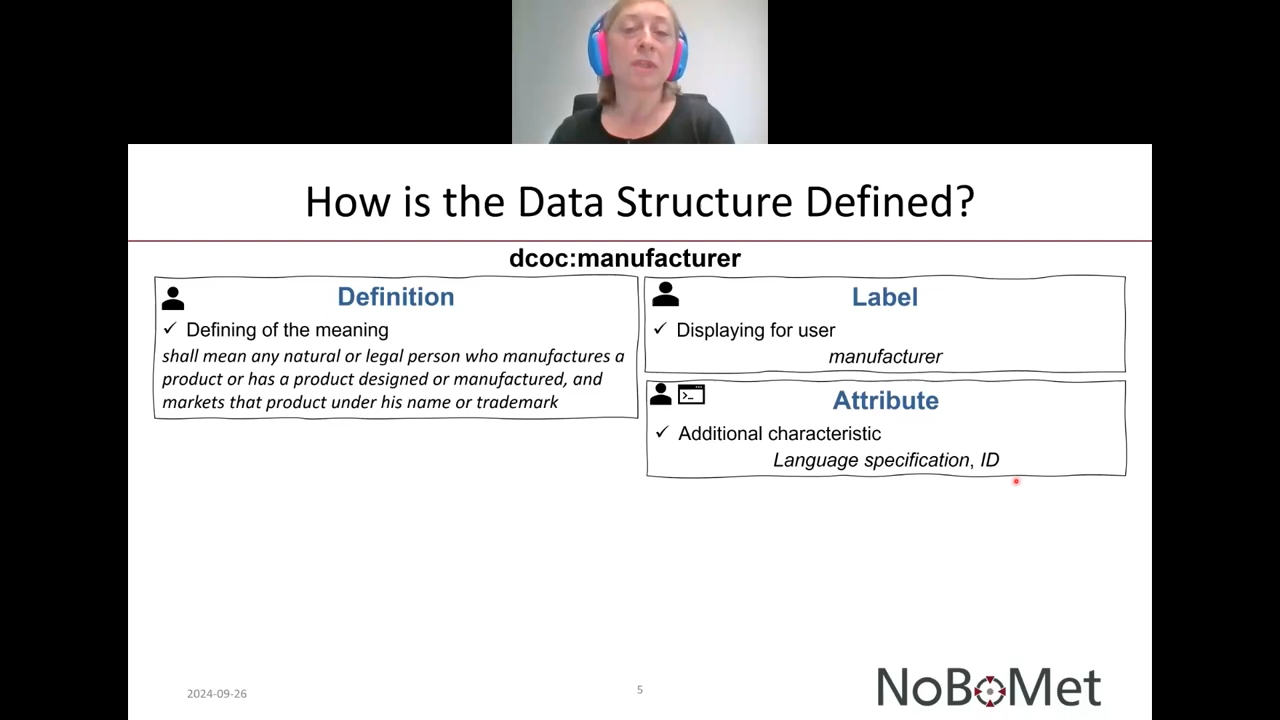 How is the Data Structure Defined?
dcoc:manufacturer
Definition
✓ Defining of the meaning
shall mean any natural or legal person who manufactures a
product or has a product designed or manufactured, and
markets that product under his name or trademark
Label
✓ Displaying for user
manufacturer
Attribute
✓ Additional characteristic
Language specification, ID
2024-09-26
5
NoBoMet